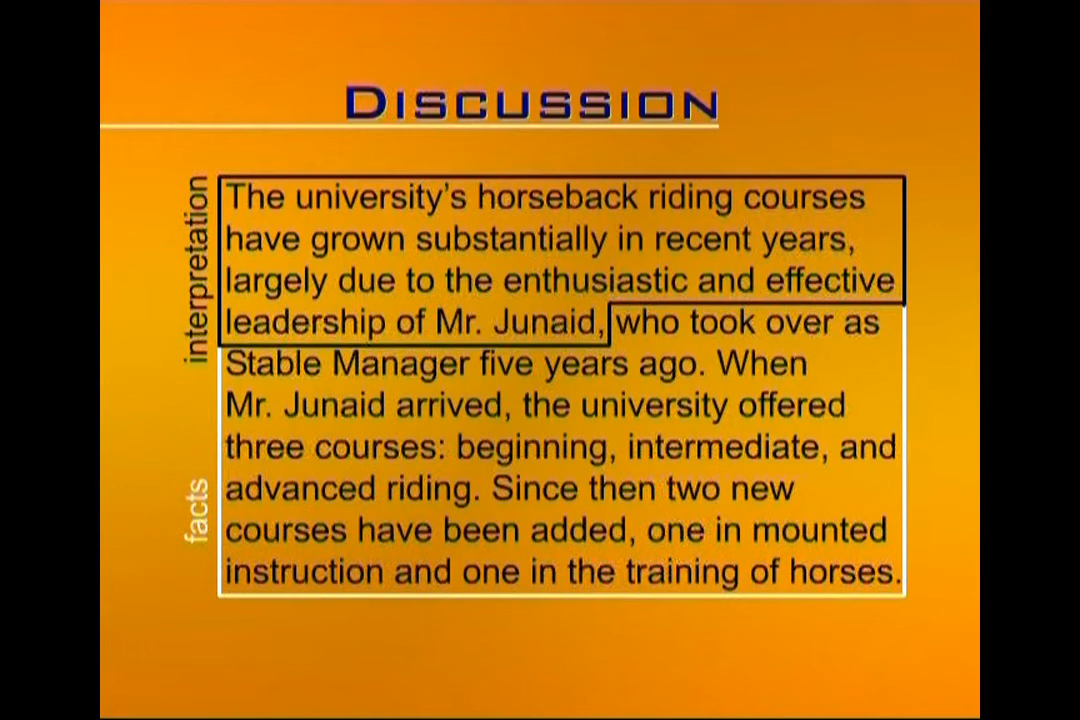 DISCUSSION
interpretation
The university's horseback riding courses
have grown substantially in recent years,
largely due to the enthusiastic and effective
leadership of Mr. Junaid, who took over as
Stable Manager five years ago. When
Mr. Junaid arrived, the university offered
three courses: beginning, intermediate, and
advanced riding. Since then two new
courses have been added, one in mounted
instruction and one in the training of horses.
facts